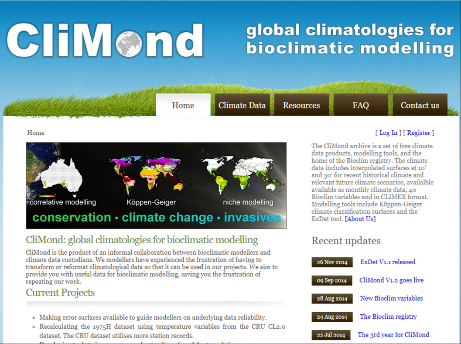 CliMond
global climatologies for
bioclimatic modelling
Home
Climate Data
Resources
FAQ
Contact us
Home
[ Log In ] [ Register ]
correlative modelling
Köppen-Geiger
niche modelling
conservation • climate change • invasives
CliMond: global climatologies for bioclimatic modelling
CliMond is the product of an informal collaboration between bioclimatic modellers and
climate data custodians. We modellers have experienced the frustration of having to
transform or reformat climatological data so that it can be used in our projects. We aim to
provide you with useful data for bioclimatic modelling, saving you the frustration of
repeating our work.
Current Projects
Making error surfaces available to guide modellers on underlying data reliability.
Recalculating the 1975H dataset using temperature variables from the CRU CL2.0
dataset. The CRU dataset utilises more station records.
The CliMond archive is a set of free climate
data products, modelling tools, and the
home of the Bioclim registry. The climate
data includes interpolated surfaces at 10'
and 30' for recent historical climate and
relevant future climate scenarios, available
available as monthly climate data, 40
Bioclim variables and in CLIMEX format.
Modelling tools include Köppen-Geiger
climate classification surfaces and the
ExDet tool. [About Us]
Recent updates
26 Nov 2014 ExDet V1.1 released
09 Sep 2014 CliMond V1.2 goes live
28 Aug 2014 New Bioclim variables
24 Aug 2014 The Bioclim registry
22 Jul 2014 The 3rd year for CliMond